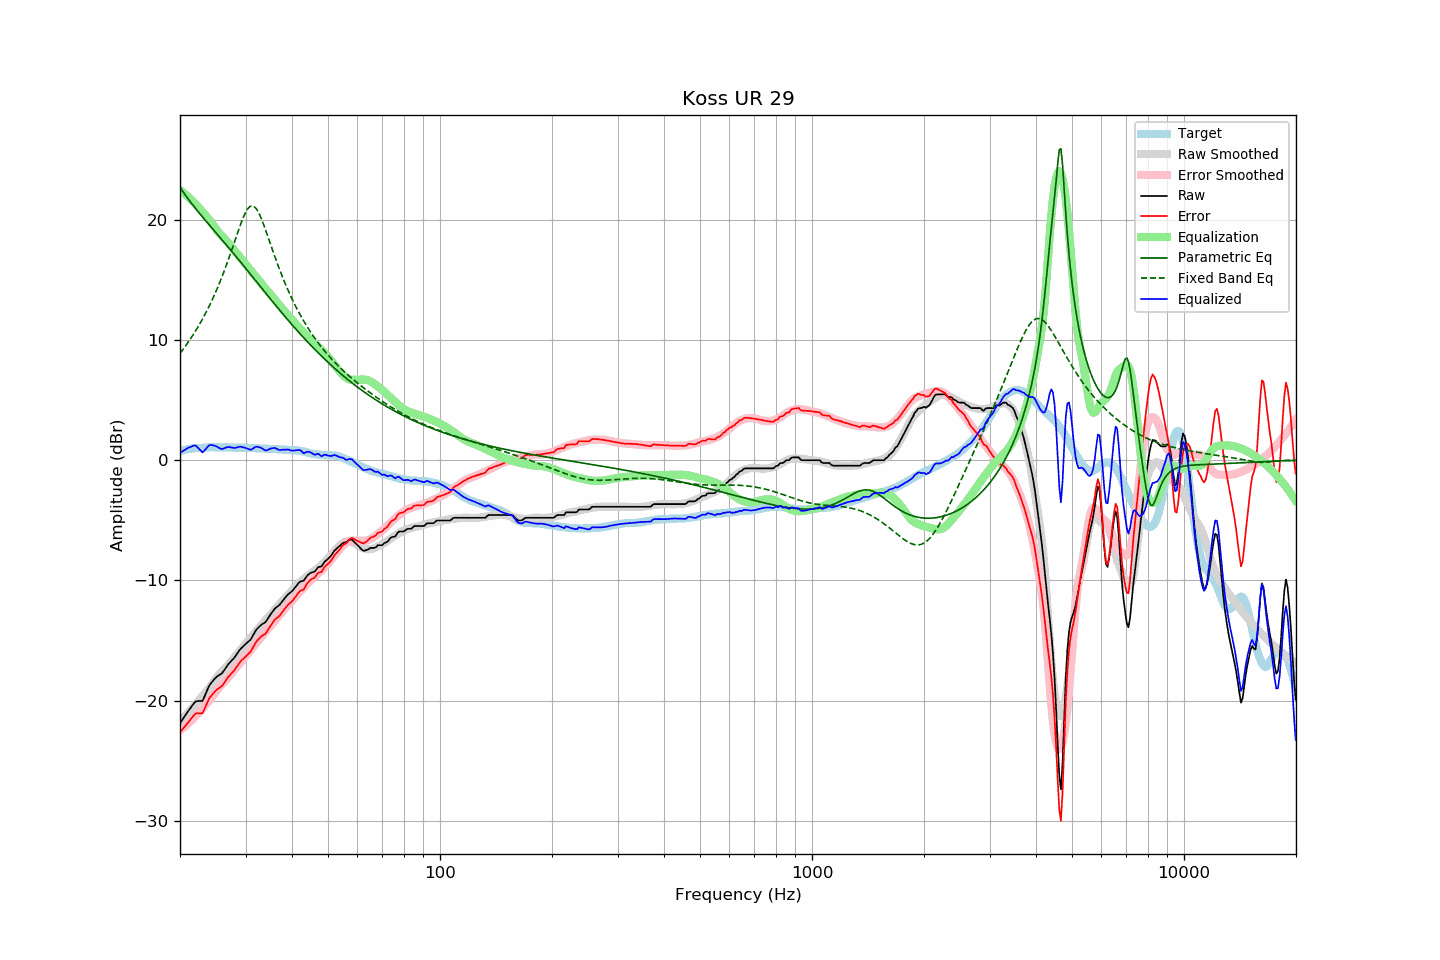 Koss UR 29
Target
Raw Smoothed
Error Smoothed
Raw
Error
Equalization
Parametric Eq
Fixed Band Eq
Equalized
20
10
0
−10
−20
−30
Amplitude (dBr)
100
1000
10000
Frequency (Hz)